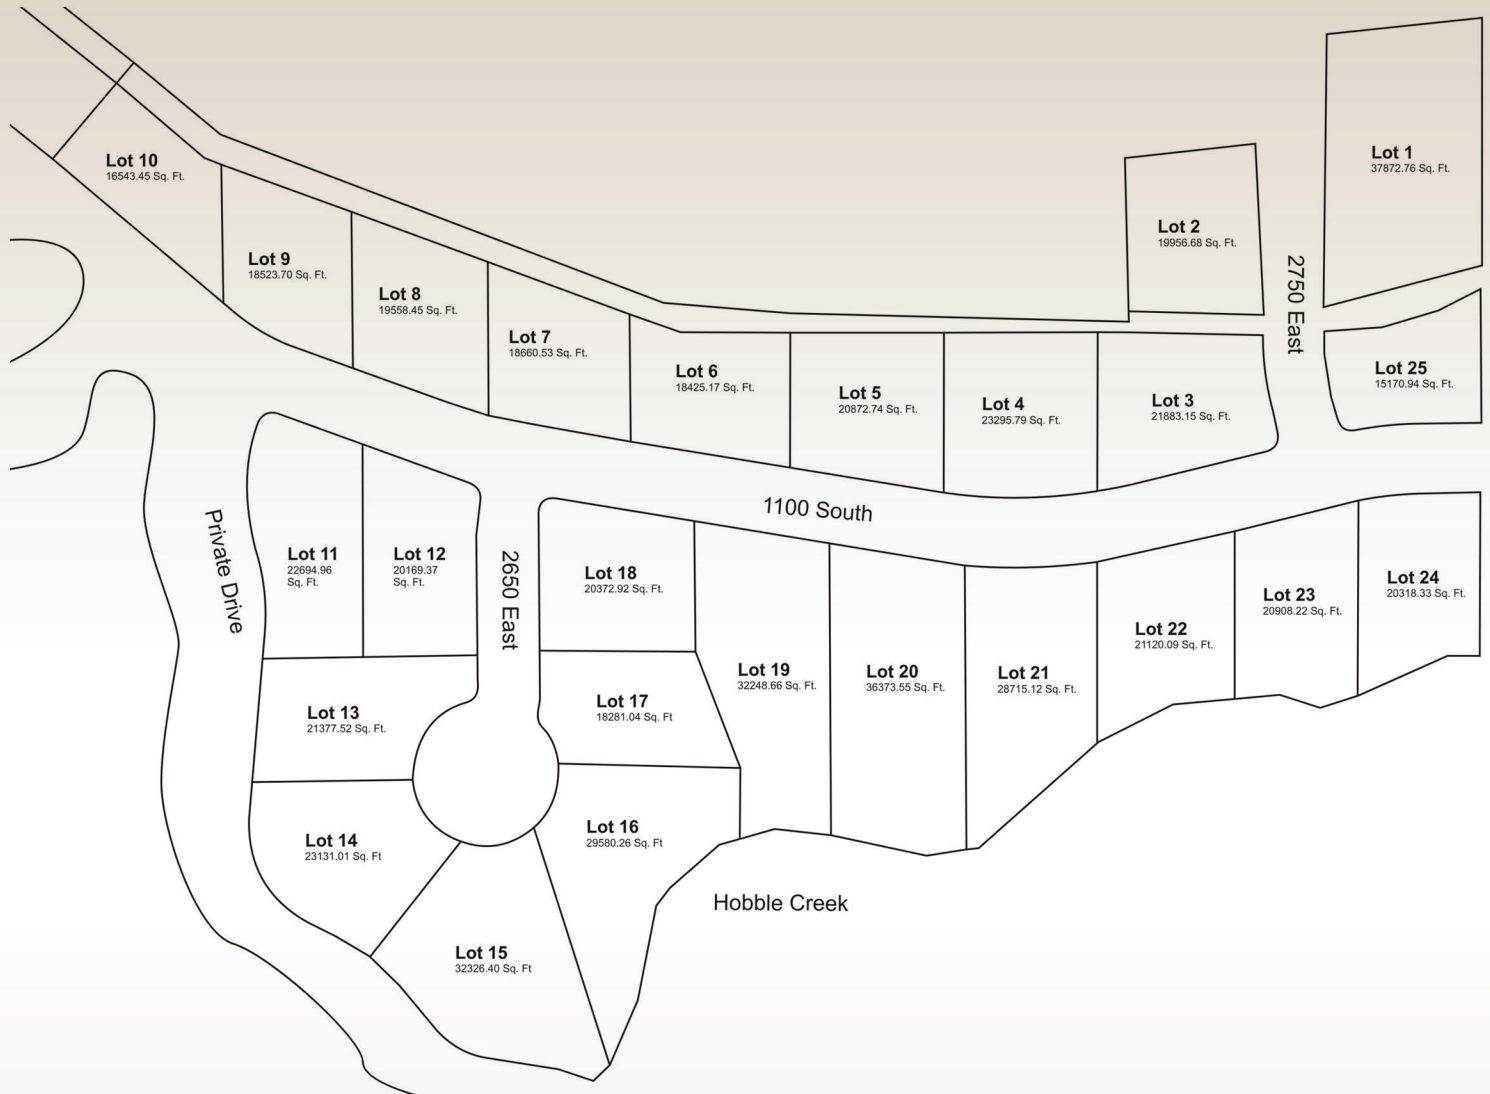 Lot 1
37872.76 Sq. Ft.
Lot 2
19956.68 Sq. Ft.
2750 East
Lot 10
16543.45 Sq. Ft.
Lot 9
18523.70 Sq. Ft.
Lot 8
19558.45 Sq. Ft.
Lot 7
18660.53 Sq. Ft.
Lot 6
18425.17 Sq. Ft.
Lot 5
20872.74 Sq. Ft.
Lot 4
23295.79 Sq. Ft.
Lot 3
21883.15 Sq. Ft.
Lot 25
15170.94 Sq. Ft.
1100 South
Private Drive
Lot 11
22694.96
Sq. Ft.
Lot 12
20169.37
Sq. Ft.
2650 East
Lot 18
20372.92 Sq. Ft.
Lot 19
32248.66 Sq. Ft.
Lot 20
36373.55 Sq. Ft.
Lot 21
28715.12 Sq. Ft.
Lot 22
21120.09 Sq. Ft.
Lot 23
20908.22 Sq. Ft.
Lot 24
20318.33 Sq. Ft.
Lot 13
21377.52 Sq. Ft.
Lot 17
18281.04 Sq. Ft
Lot 14
23131.01 Sq. Ft
Lot 16
29580.26 Sq. Ft
Lot 15
32326.40 Sq. Ft
Hobble Creek